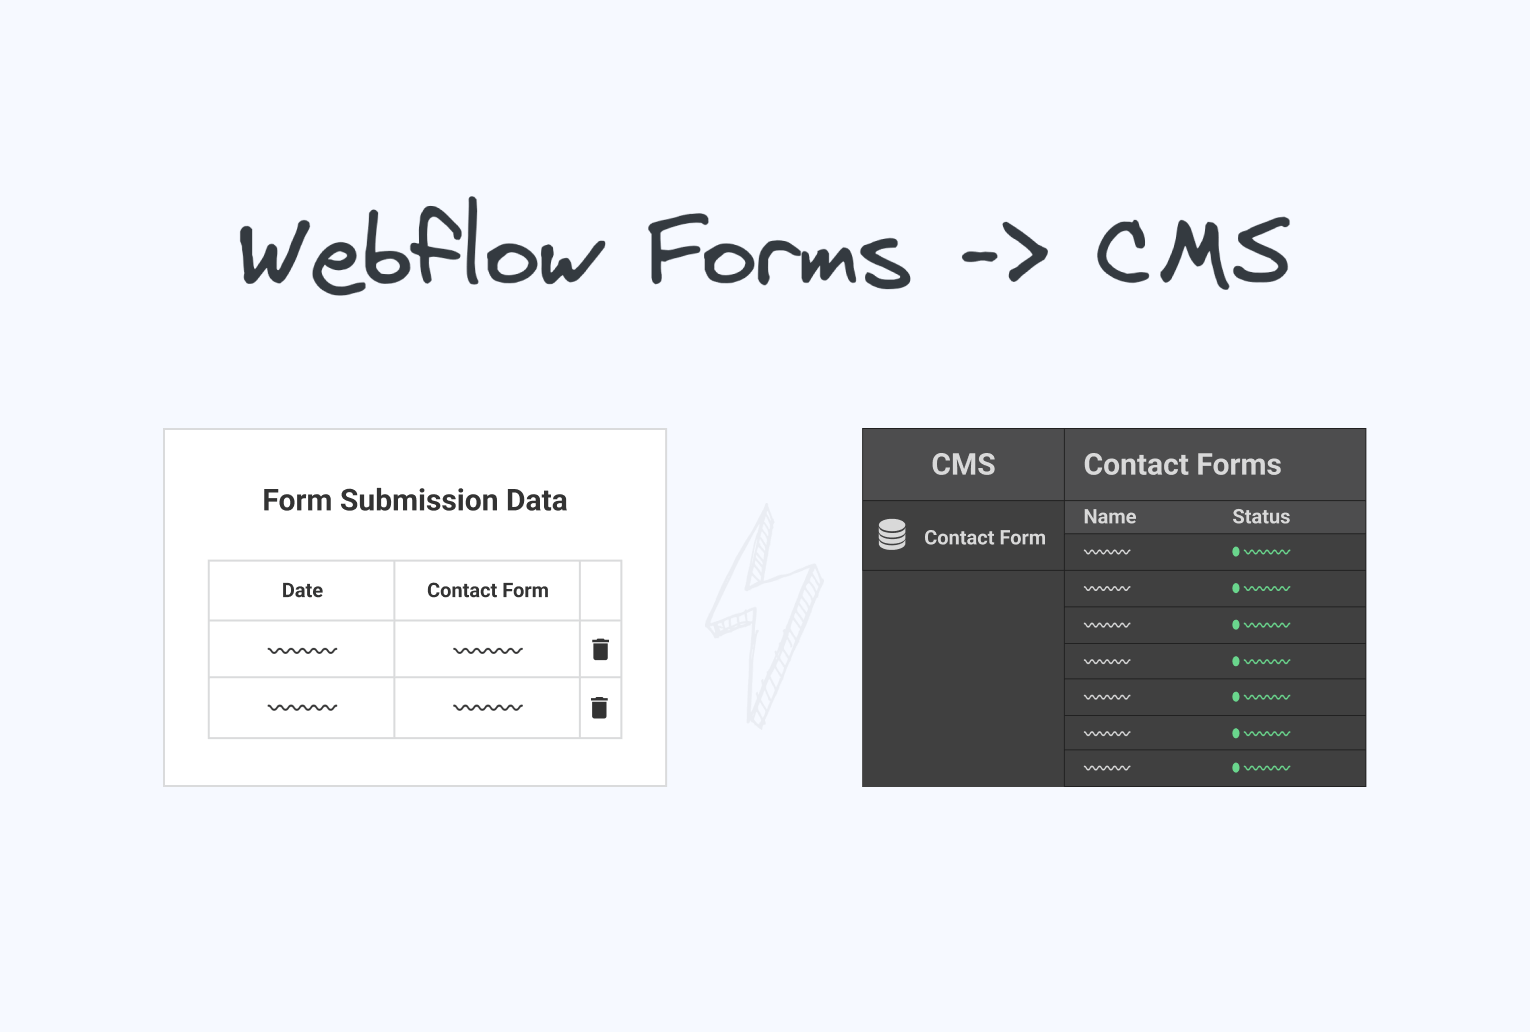 Webflow Forms -> CMS
Form Submission Data
Date Contact Form
CMS
Contact Form
Contact Forms
Name Status